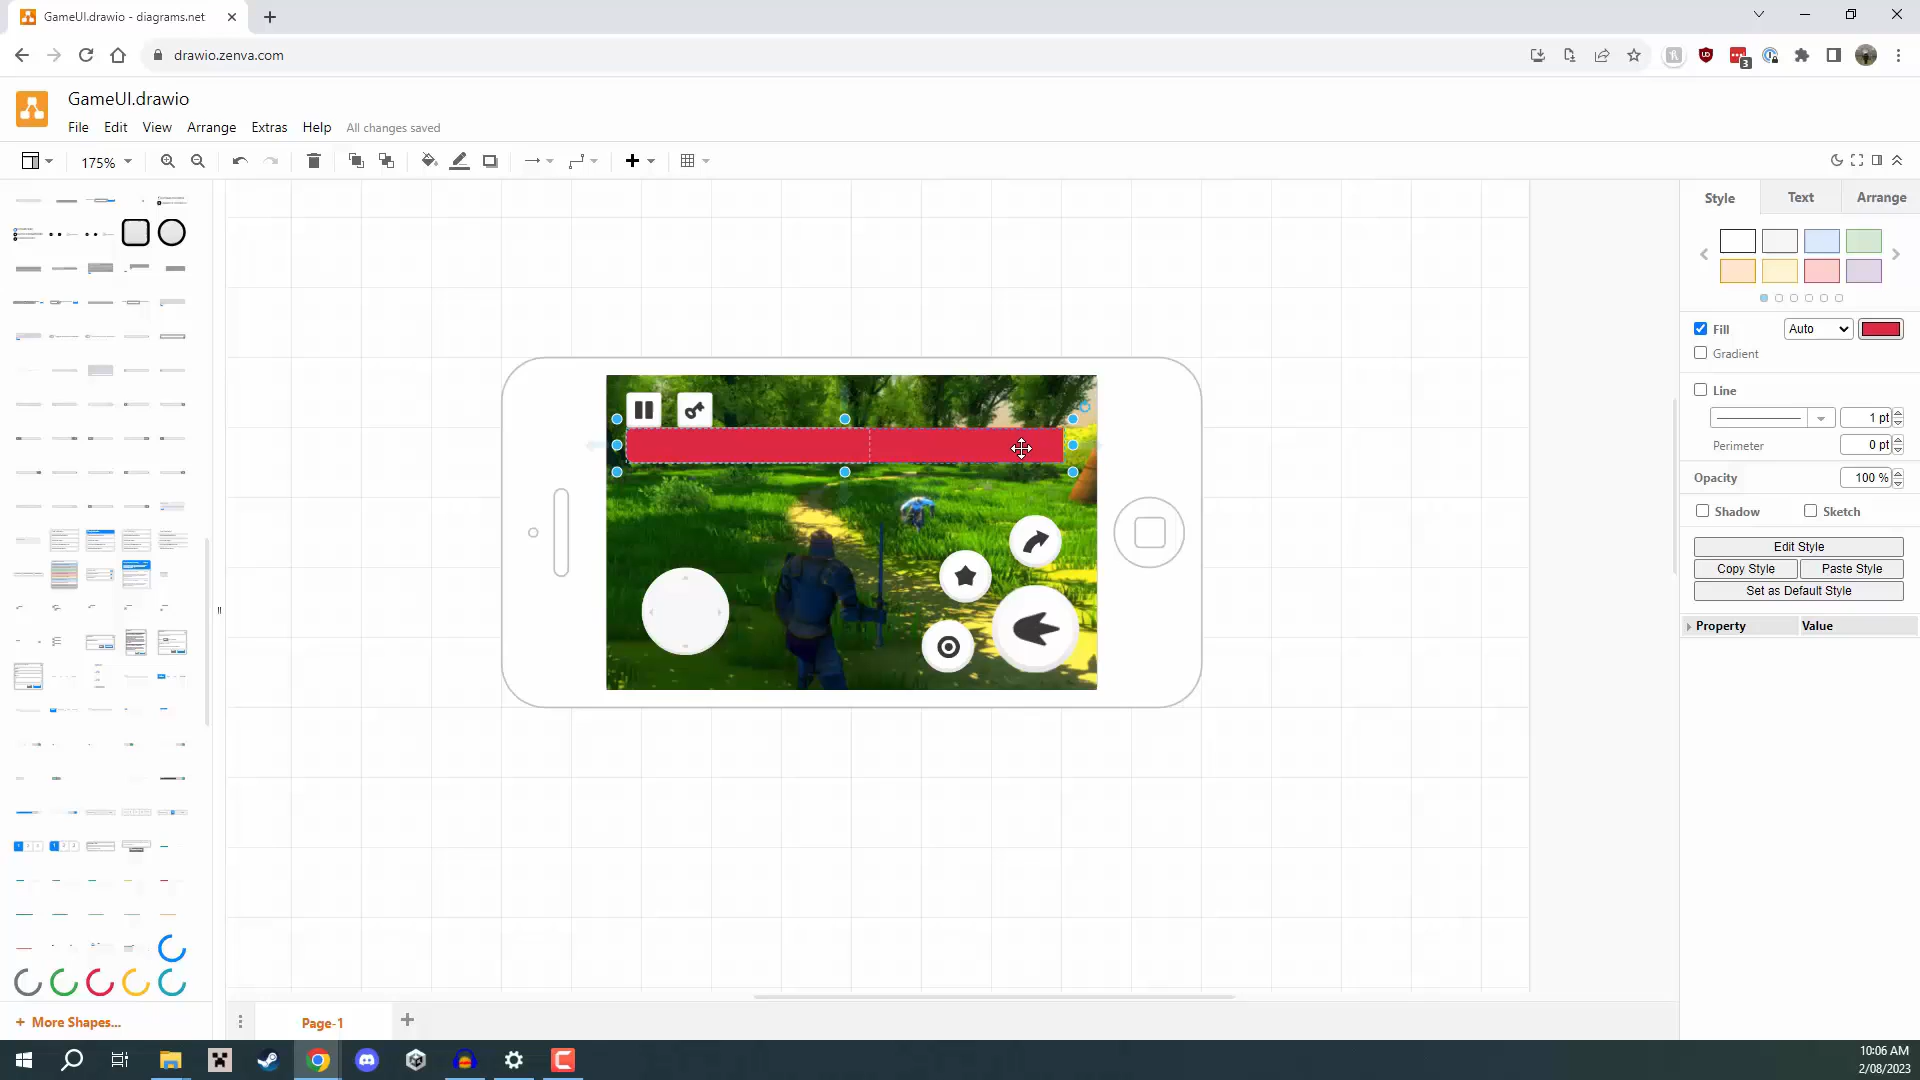 GameUI.drawio - diagrams.net
drawio.zenva.com
3
GameUI.drawio
File Edit View Arrange Extras Help All changes saved
175%
Style Text Arrange
Fill Auto
Gradient
Line
1 pt
Perimeter 0 pt
Opacity 100 %
Shadow Sketch
Edit Style
Copy Style Paste Style
Set as Default Style
Property Value
+ More Shapes...
Page-1
10:06 AM
2/08/2023